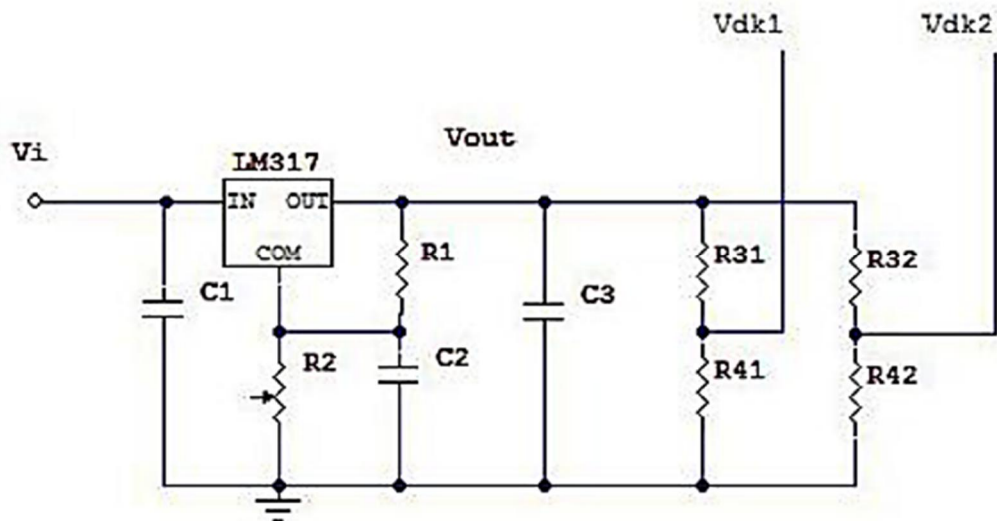 Vdk1 Vdk2
Vout
Vi
LM317
IN OUT
COM
R1
R31
R32
C1
C3
R2
C2
R41
R42